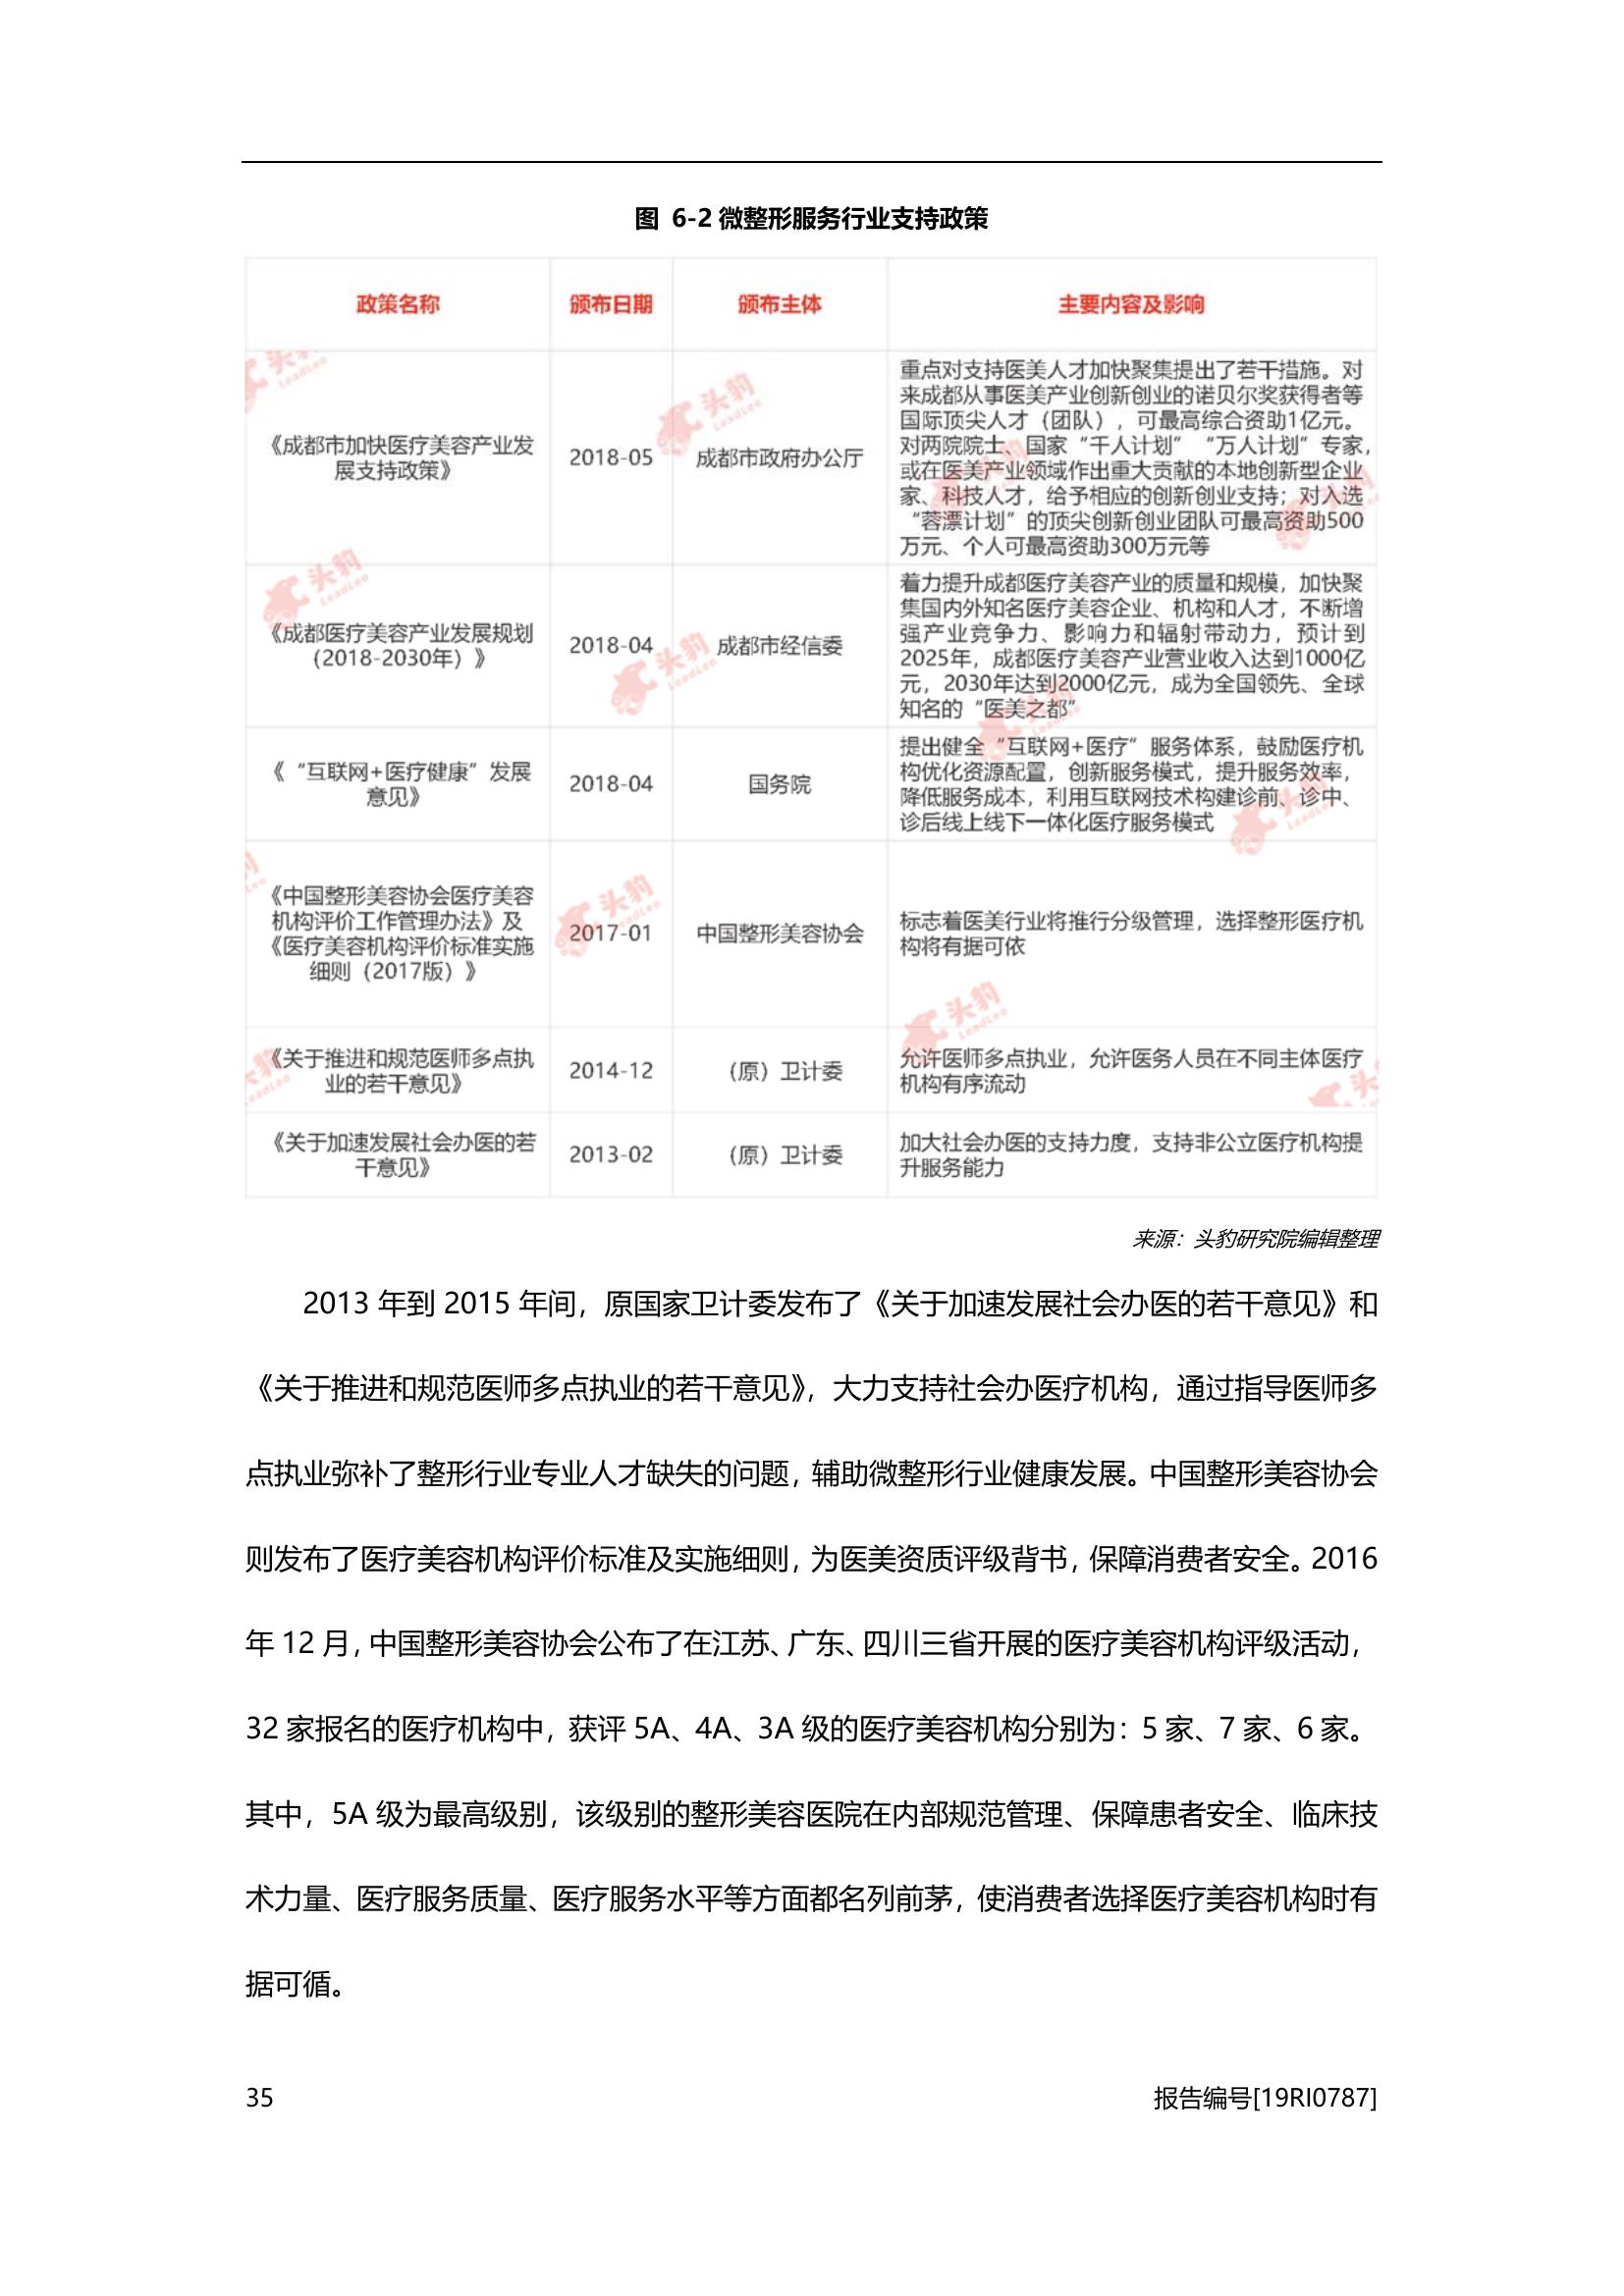 图 6-2 微整形服务行业支持政策
政策名称
颁布日期
颁布主体
主要内容及影响
《成都市加快医疗美容产业发
展支持政策》
2018-05
成都市政府办公厅
重点对支持医美人才加快聚集提出了若干措施。对
来成都从事医美产业创新创业的诺贝尔奖获得者等
国际顶尖人才（团队），可最高综合资助1亿元。
对两院院士、国家“千人计划”“万人计划”专家，
或在医美产业领域作出重大贡献的本地创新型企业
家、科技人才，给予相应的创新创业支持；对入选
“蓉漂计划”的顶尖创新创业团队可最高资助500
万元、个人可最高资助300万元等
《成都医疗美容产业发展规划
（2018-2030年）》
2018-04
成都市经信委
着力提升成都医疗美容产业的质量和规模，加快聚
集国内外知名医疗美容企业、机构和人才，不断增
强产业竞争力、影响力和辐射带动力，预计到
2025年，成都医疗美容产业营业收入达到1000亿
元，2030年达到2000亿元，成为全国领先、全球
知名的“医美之都”
《“互联网+医疗健康”发展
意见》
2018-04
国务院
提出健全“互联网+医疗”服务体系，鼓励医疗机
构优化资源配置，创新服务模式，提升服务效率，
降低服务成本，利用互联网技术构建诊前、诊中、
诊后线上线下一体化医疗服务模式
《中国整形美容协会医疗美容
机构评价工作管理办法》及
《医疗美容机构评价标准实施
细则（2017版）》
2017-01
中国整形美容协会
标志着医美行业将推行分级管理，选择整形医疗机
构将有据可依
《关于推进和规范医师多点执
业的若干意见》
2014-12
（原）卫计委
允许医师多点执业，允许医务人员在不同主体医疗
机构有序流动
《关于加速发展社会办医的若
干意见》
2013-02
（原）卫计委
加大社会办医的支持力度，支持非公立医疗机构提
升服务能力
来源：头豹研究院编辑整理
2013 年到 2015 年间，原国家卫计委发布了《关于加速发展社会办医的若干意见》和
《关于推进和规范医师多点执业的若干意见》，大力支持社会办医疗机构，通过指导医师多
点执业弥补了整形行业专业人才缺失的问题，辅助微整形行业健康发展。中国整形美容协会
则发布了医疗美容机构评价标准及实施细则，为医美资质评级背书，保障消费者安全。2016
年 12 月，中国整形美容协会公布了在江苏、广东、四川三省开展的医疗美容机构评级活动，
32 家报名的医疗机构中，获评 5A、4A、3A 级的医疗美容机构分别为：5 家、7 家、6 家。
其中，5A 级为最高级别，该级别的整形美容医院在内部规范管理、保障患者安全、临床技
术力量、医疗服务质量、医疗服务水平等方面都名列前茅，使消费者选择医疗美容机构时有
据可循。
35
报告编号[19RI0787]